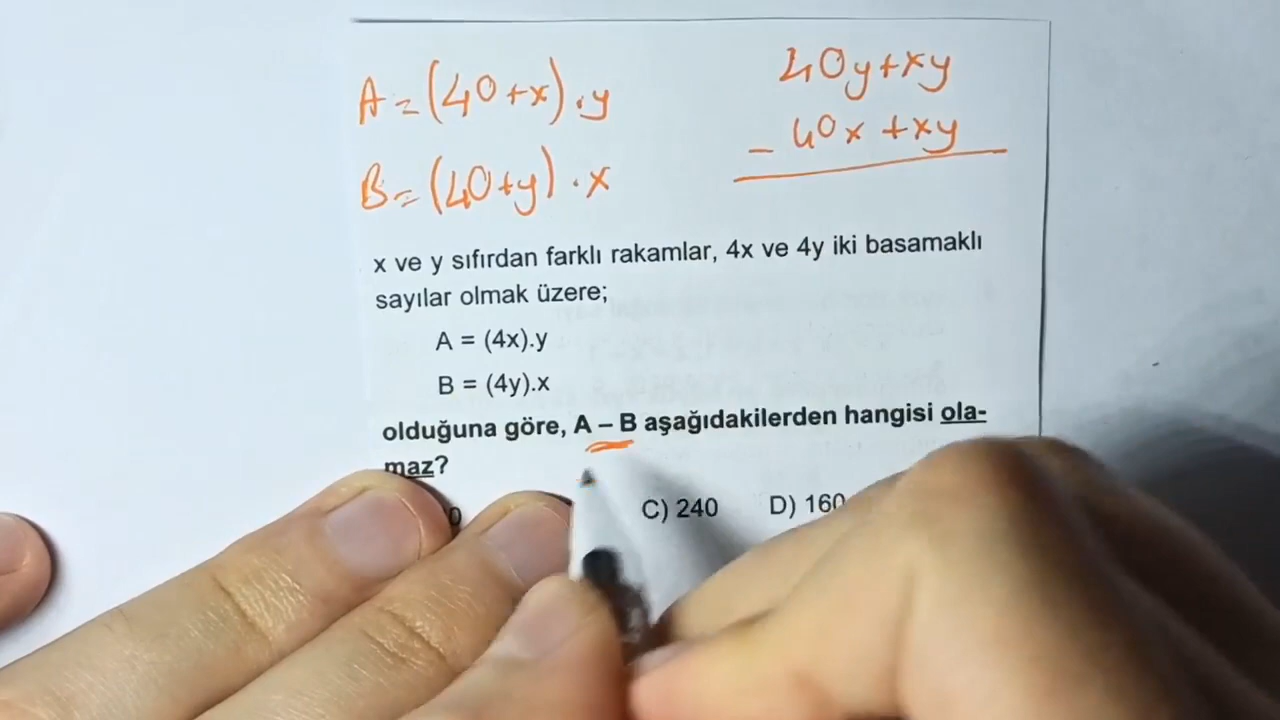 A = (40+x).y
B = (40+y).x
40y+xy
- 40x+xy
x ve y sıfırdan farklı rakamlar, 4x ve 4y iki basamaklı
sayılar olmak üzere;
A = (4x).y
B = (4y).x
olduğuna göre, A – B aşağıdakilerden hangisi ola-
maz?
0 C) 240 D) 160